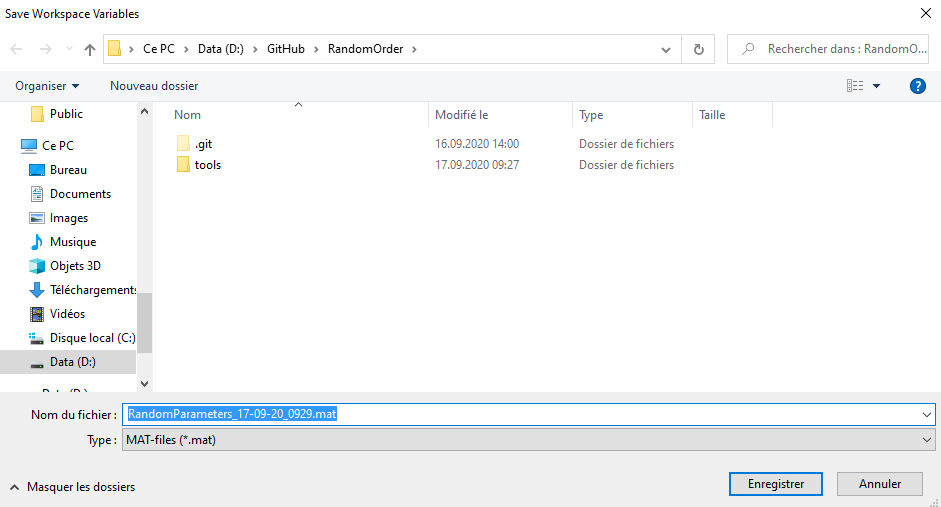 Save Workspace Variables
Ce PC > Data (D:) > GitHub > RandomOrder >
Rechercher dans : RandomO...
Organiser
Nouveau dossier
?
Public
Ce PC
Bureau
Documents
Images
Musique
Objets 3D
Téléchargements
Vidéos
Disque local (C:)
Data (D:)
Nom Modifié le Type Taille
.git 16.09.2020 14:00 Dossier de fichiers
tools 17.09.2020 09:27 Dossier de fichiers
Nom du fichier : RandomParameters_17-09-20_0929.mat
Type : MAT-files (*.mat)
Masquer les dossiers
Enregistrer
Annuler